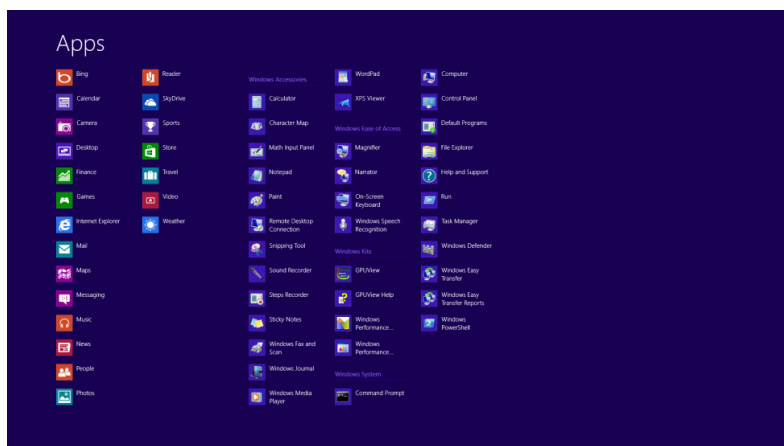 Apps
Bing
Calendar
Camera
Desktop
Finance
Games
Internet Explorer
Mail
Maps
Messaging
Music
News
People
Photos
Reader
SkyDrive
Sports
Store
Travel
Video
Weather
Windows Accessories
Calculator
Character Map
Math Input Panel
Notepad
Paint
Remote Desktop
Connection
Snipping Tool
Sound Recorder
Steps Recorder
Sticky Notes
Windows Fax and
Scan
Windows Journal
Windows Media
Player
WordPad
XPS Viewer
Windows Ease of Access
Magnifier
Narrator
On-Screen
Keyboard
Windows Speech
Recognition
Windows Kits
GPUView
GPUView Help
Windows
Performance...
Windows
Performance...
Windows System
Command Prompt
Computer
Control Panel
Default Programs
File Explorer
Help and Support
Run
Task Manager
Windows Defender
Windows Easy
Transfer
Windows Easy
Transfer Reports
Windows
PowerShell